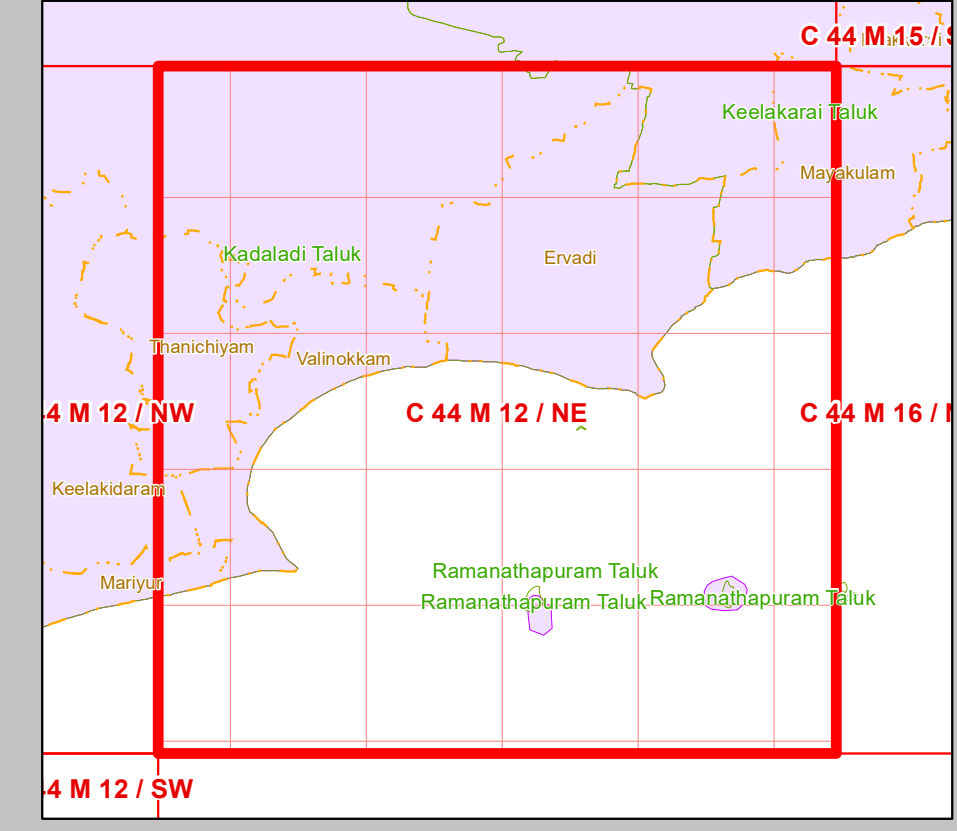 C 44 M 15 / S
Keelakarai Taluk
Mayakulam
Kadaladi Taluk
Ervadi
Thanichiyam
Valinokkam
4 M 12 / NW
C 44 M 12 / NE
C 44 M 16 /
Keelakidaram
Ramanathapuram Taluk
Mariyur
Ramanathapuram Taluk
Ramanathapuram Taluk
4 M 12 / SW